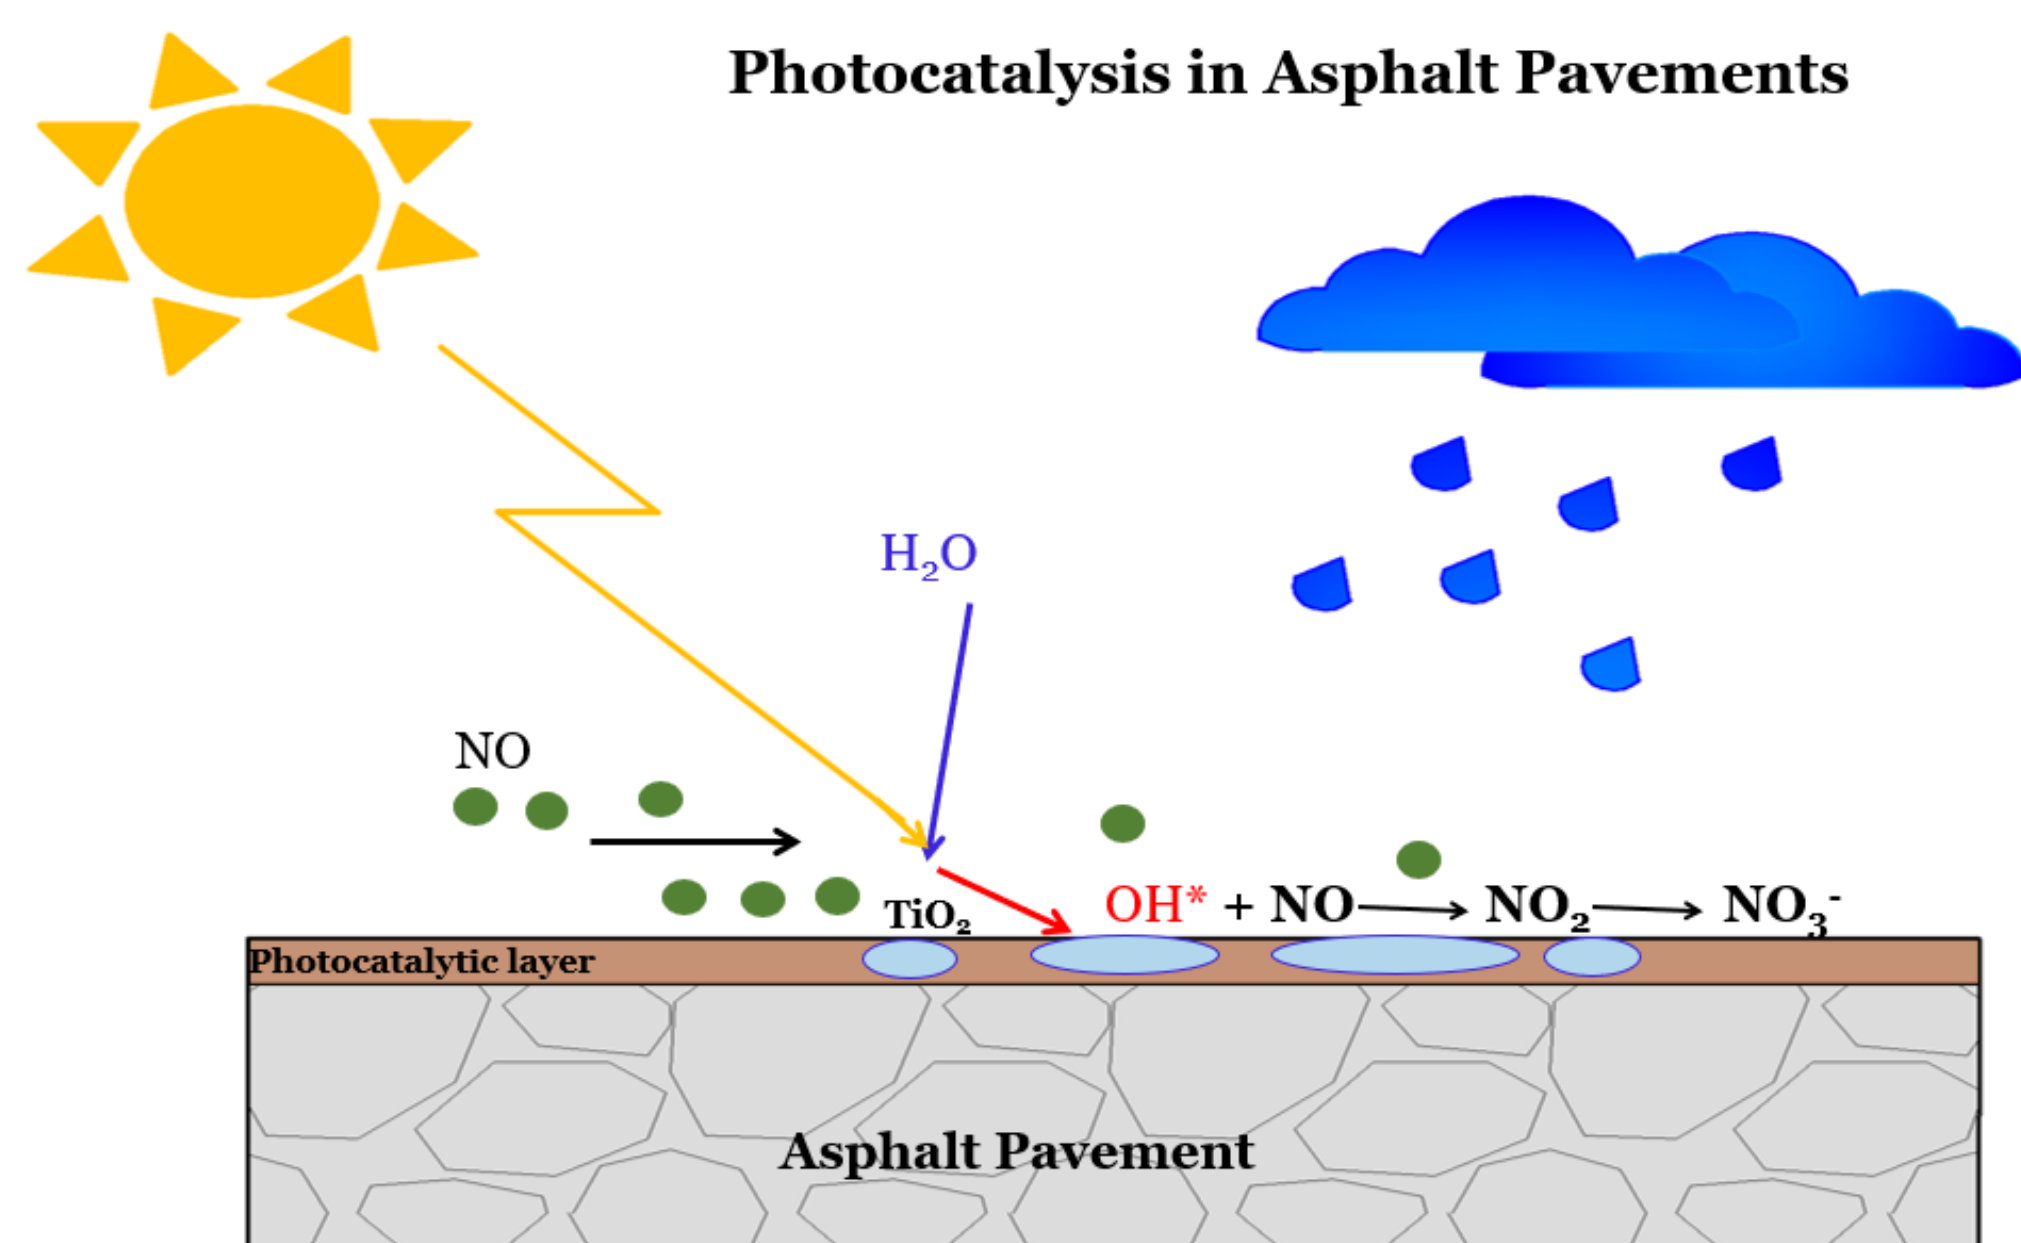 Photocatalysis in Asphalt Pavements
H₂O
NO
OH* + NO → NO₂ → NO₃⁻
TiO₂
Photocatalytic layer
Asphalt Pavement